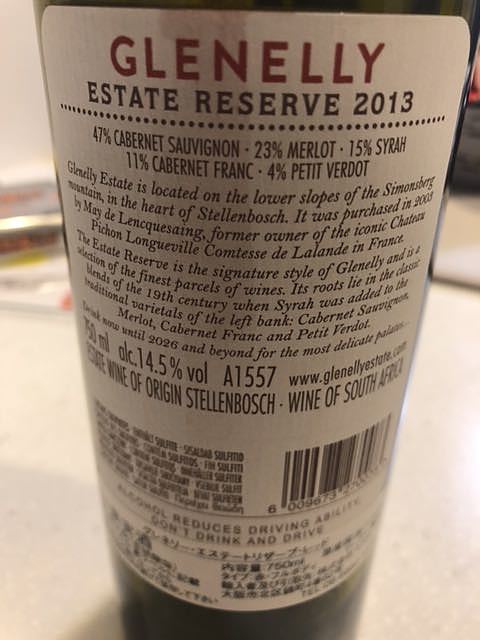 GLENELLY
ESTATE RESERVE 2013
47% CABERNET SAUVIGNON · 23% MERLOT · 15% SYRAH
11% CABERNET FRANC · 4% PETIT VERDOT
Glenelly Estate is located on the lower slopes of the Simonsberg
mountain, in the heart of Stellenbosch. It was purchased in 2003
by May de Lencquesaing, former owner of the iconic Chateau
Pichon Longueville Comtesse de Lalande in France.
The Estate Reserve is the signature style of Glenelly and is a
selection of the finest parcels of wines. Its roots lie in the classic
blends of the 19th century when Syrah was added to the
traditional varietals of the left bank: Cabernet Sauvignon,
Merlot, Cabernet Franc and Petit Verdot.
Drink now until 2026 and beyond for the most delicate palates...
750 ml alc.14.5% vol A1557 www.glenellyestate.com
ESTATE WINE OF ORIGIN STELLENBOSCH · WINE OF SOUTH AFRICA
ENTHÄLT SULFITE · SISALDAB SULFITID
6 009673
ALCOHOL REDUCES DRIVING ABILITY,
DON'T DRINK AND DRIVE
グレネリー・エステートリザーブ・レッド
内容量 750ml